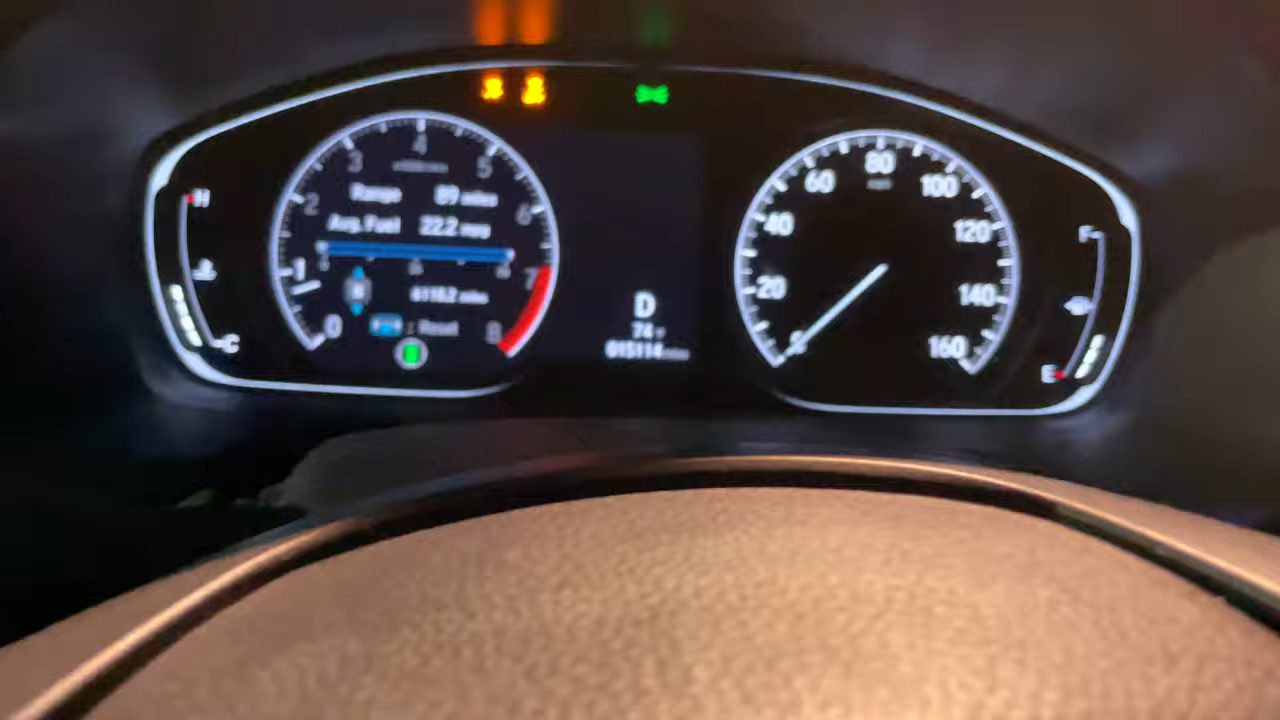 4
3 5
2 Range 89 miles 6
Avg. Fuel 22.2
1 7
0 : Reset 8
H
C
D
74
015114 miles
80
60 100
40 120
20 140
160
F
E